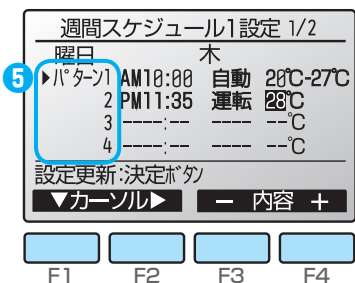 週間スケジュール1設定 1/2
曜日 木
5 ▶パターン1 AM10:00 自動 20℃-27℃
2 PM11:35 運転 28℃
3 ----:-- ---- --℃
4 ----:-- ---- --℃
設定更新:決定ボタン
▼カーソル▶ − 内容 +
F1 F2 F3 F4